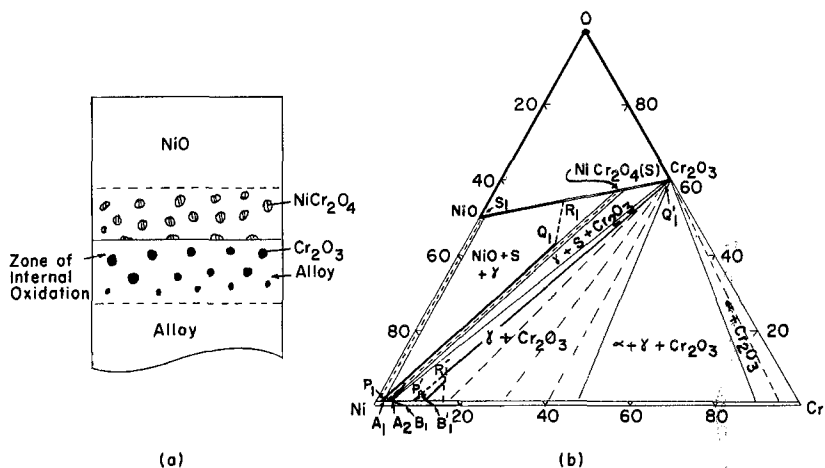 NiO
NiCr2O4
Cr2O3
Zone of
Internal
Oxidation
Alloy
Alloy
(a)
O
20
80
40
NiCr2O4(S)
Cr2O3
60
NiO
S1
R1
Q1
Q'1
60
NiO+S
+γ
γ+S+Cr2O3
40
80
γ+Cr2O3
α+γ+Cr2O3
α+Cr2O3
20
P1
Ni
A1
A2
B1
B'1
20
40
60
80
Cr
(b)